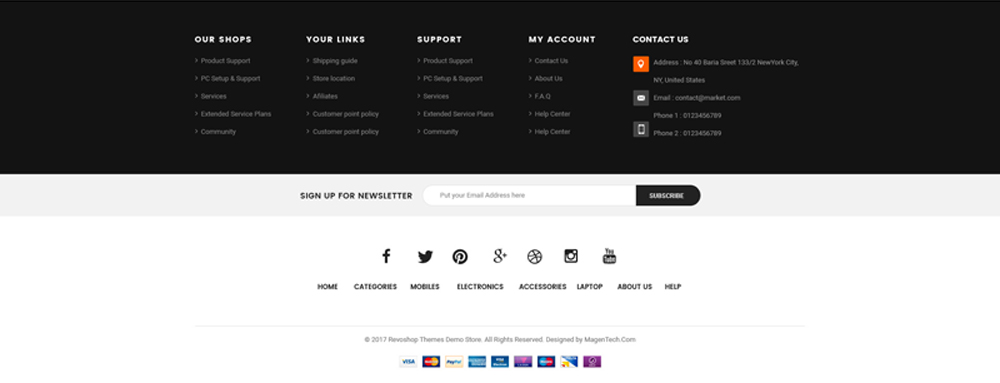 OUR SHOPS
Product Support
PC Setup & Support
Services
Extended Service Plans
Community
YOUR LINKS
Shipping guide
Store location
Afiliates
Customer point policy
Customer point policy
SUPPORT
Product Support
PC Setup & Support
Services
Extended Service Plans
Community
MY ACCOUNT
Contact Us
About Us
F.A.Q
Help Center
Help Center
CONTACT US
Address : No 40 Baria Sreet 133/2 NewYork City,
NY, United States
Email : contact@market.com
Phone 1 : 0123456789
Phone 2 : 0123456789
SIGN UP FOR NEWSLETTER Put your Email Address here SUBSCRIBE
You Tube
HOME CATEGORIES MOBILES ELECTRONICS ACCESSORIES LAPTOP ABOUT US HELP
© 2017 Revoshop Themes Demo Store. All Rights Reserved. Designed by MagenTech.Com
VISA PayPal